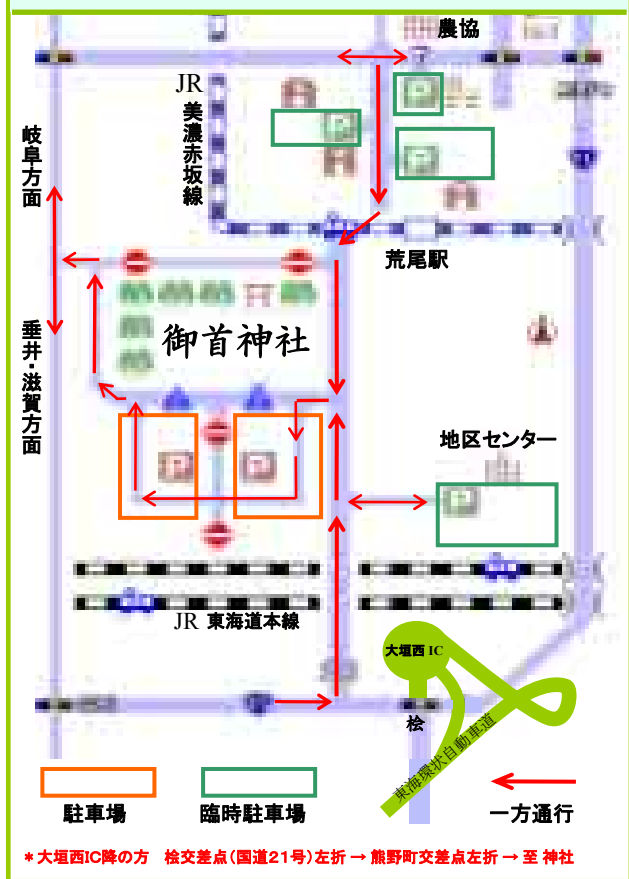 農協
JR
美濃赤坂線
岐阜方面
荒尾駅
御首神社
垂井・滋賀方面
P
P
P
P
P
地区センター
P
JR 東海道本線
大垣西 IC
桧
東海環状自動車道
駐車場
臨時駐車場
一方通行
*大垣西IC降の方 桧交差点(国道21号)左折→熊野町交差点左折→至 神社